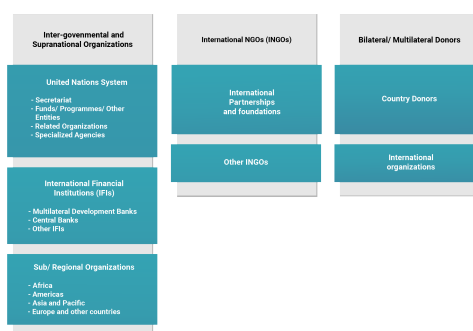 Inter-govenmental and
Supranational Organizations
United Nations System
- Secretariat
- Funds/ Programmes/ Other
Entities
- Related Organizations
- Specialized Agencies
International Financial
Institutions (IFIs)
- Multilateral Development Banks
- Central Banks
- Other IFIs
Sub/ Regional Organizations
- Africa
- Americas
- Asia and Pacific
- Europe and other countries
International NGOs (INGOs)
International
Partnerships
and foundations
Other INGOs
Bilateral/ Multilateral Donors
Country Donors
International
organizations